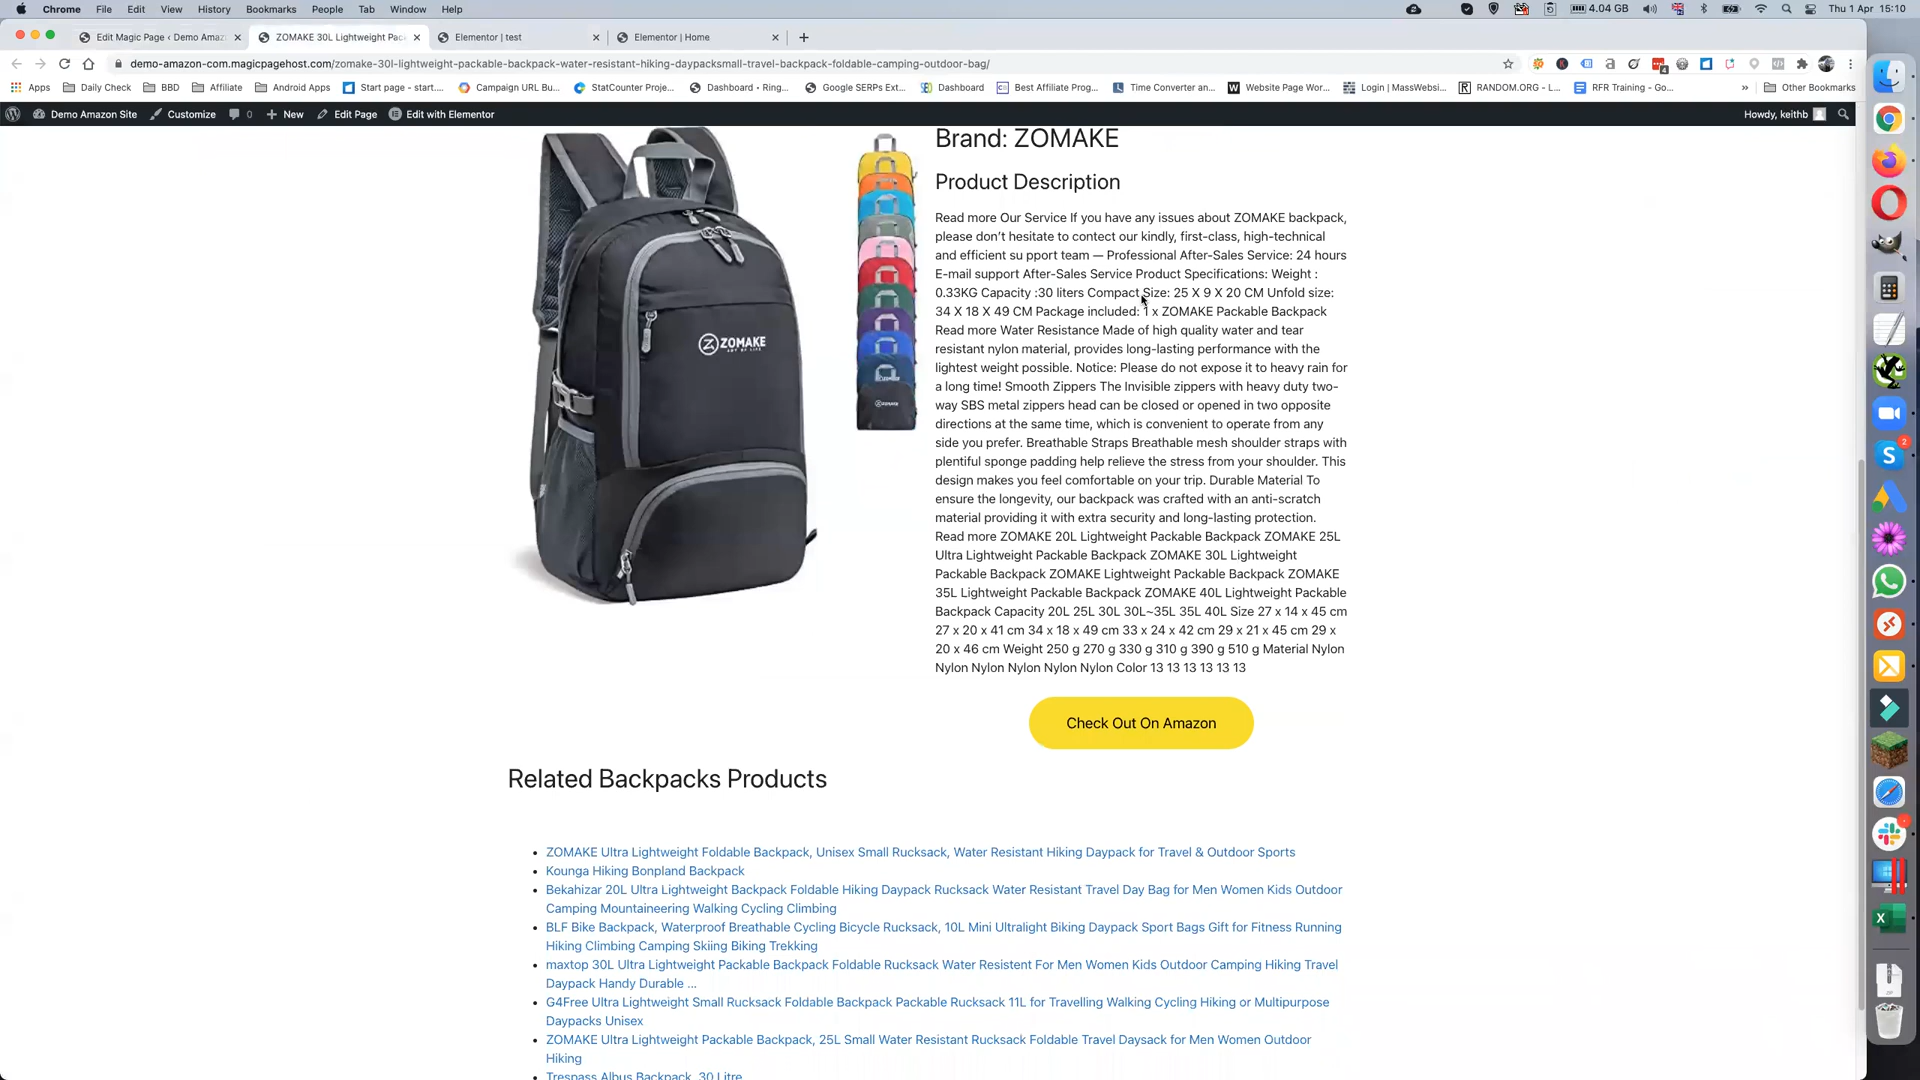 Chrome File Edit View History Bookmarks People Tab Window Help 4.04 GB Thu 1 Apr 15:10
Edit Magic Page ‹ Demo Amaz ZOMAKE 30L Lightweight Pac Elementor | test Elementor | Home
demo-amazon-com.magicpagehost.com/zomake-30l-lightweight-packable-backpack-water-resistant-hiking-daypacksmall-travel-backpack-foldable-camping-outdoor-bag/
Apps Daily Check BBD Affiliate Android Apps Start page - start.... Campaign URL Bu... StatCounter Proje... Dashboard • Ring... Google SERPs Ext... Dashboard Best Affiliate Prog... Time Converter an... Website Page Wor... Login | MassWebsi... RANDOM.ORG - L... RFR Training - Go... » Other Bookmarks
Demo Amazon Site Customize 0 New Edit Page Edit with Elementor Howdy, keithb
Brand: ZOMAKE
Product Description
Read more Our Service If you have any issues about ZOMAKE backpack,
please don't hesitate to contect our kindly, first-class, high-technical
and efficient su pport team — Professional After-Sales Service: 24 hours
E-mail support After-Sales Service Product Specifications: Weight :
0.33KG Capacity :30 liters Compact Size: 25 X 9 X 20 CM Unfold size:
34 X 18 X 49 CM Package included: 1 x ZOMAKE Packable Backpack
Read more Water Resistance Made of high quality water and tear
resistant nylon material, provides long-lasting performance with the
lightest weight possible. Notice: Please do not expose it to heavy rain for
a long time! Smooth Zippers The Invisible zippers with heavy duty two-
way SBS metal zippers head can be closed or opened in two opposite
directions at the same time, which is convenient to operate from any
side you prefer. Breathable Straps Breathable mesh shoulder straps with
plentiful sponge padding help relieve the stress from your shoulder. This
design makes you feel comfortable on your trip. Durable Material To
ensure the longevity, our backpack was crafted with an anti-scratch
material providing it with extra security and long-lasting protection.
Read more ZOMAKE 20L Lightweight Packable Backpack ZOMAKE 25L
Ultra Lightweight Packable Backpack ZOMAKE 30L Lightweight
Packable Backpack ZOMAKE Lightweight Packable Backpack ZOMAKE
35L Lightweight Packable Backpack ZOMAKE 40L Lightweight Packable
Backpack Capacity 20L 25L 30L 30L~35L 35L 40L Size 27 x 14 x 45 cm
27 x 20 x 41 cm 34 x 18 x 49 cm 33 x 24 x 42 cm 29 x 21 x 45 cm 29 x
20 x 46 cm Weight 250 g 270 g 330 g 310 g 390 g 510 g Material Nylon
Nylon Nylon Nylon Nylon Nylon Color 13 13 13 13 13 13
ZOMAKE
ART OF LIFE
ZOMAKE
Check Out On Amazon
Related Backpacks Products
• ZOMAKE Ultra Lightweight Foldable Backpack, Unisex Small Rucksack, Water Resistant Hiking Daypack for Travel & Outdoor Sports
• Kounga Hiking Bonpland Backpack
• Bekahizar 20L Ultra Lightweight Backpack Foldable Hiking Daypack Rucksack Water Resistant Travel Day Bag for Men Women Kids Outdoor
Camping Mountaineering Walking Cycling Climbing
• BLF Bike Backpack, Waterproof Breathable Cycling Bicycle Rucksack, 10L Mini Ultralight Biking Daypack Sport Bags Gift for Fitness Running
Hiking Climbing Camping Skiing Biking Trekking
• maxtop 30L Ultra Lightweight Packable Backpack Foldable Rucksack Water Resistent For Men Women Kids Outdoor Camping Hiking Travel
Daypack Handy Durable ...
• G4Free Ultra Lightweight Small Rucksack Foldable Backpack Packable Rucksack 11L for Travelling Walking Cycling Hiking or Multipurpose
Daypacks Unisex
• ZOMAKE Ultra Lightweight Packable Backpack, 25L Small Water Resistant Rucksack Foldable Travel Daysack for Men Women Outdoor
Hiking
• Trespass Albus Backpack, 30 Litre